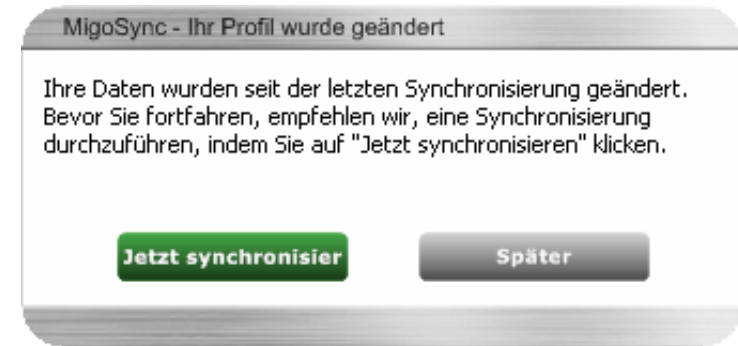 MigoSync - Ihr Profil wurde geändert
Ihre Daten wurden seit der letzten Synchronisierung geändert.
Bevor Sie fortfahren, empfehlen wir, eine Synchronisierung
durchzuführen, indem Sie auf "Jetzt synchronisieren" klicken.
Jetzt synchronisier
Später